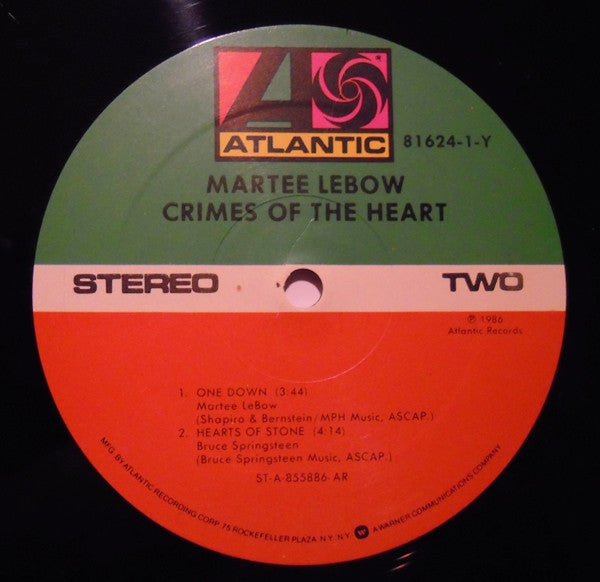 ATLANTIC
81624-1-Y
MARTEE LEBOW
CRIMES OF THE HEART
STEREO
TWO
℗ 1986
Atlantic Records
1. ONE DOWN (3:44)
Martee LeBow
(Shapiro & Bernstein/MPH Music, ASCAP.)
2. HEARTS OF STONE (4:14)
Bruce Springsteen
(Bruce Springsteen Music, ASCAP.)
ST-A-855886-AR
MFG. BY ATLANTIC RECORDING CORP. 75 ROCKEFELLER PLAZA N.Y. N.Y. A WARNER COMMUNICATIONS COMPANY